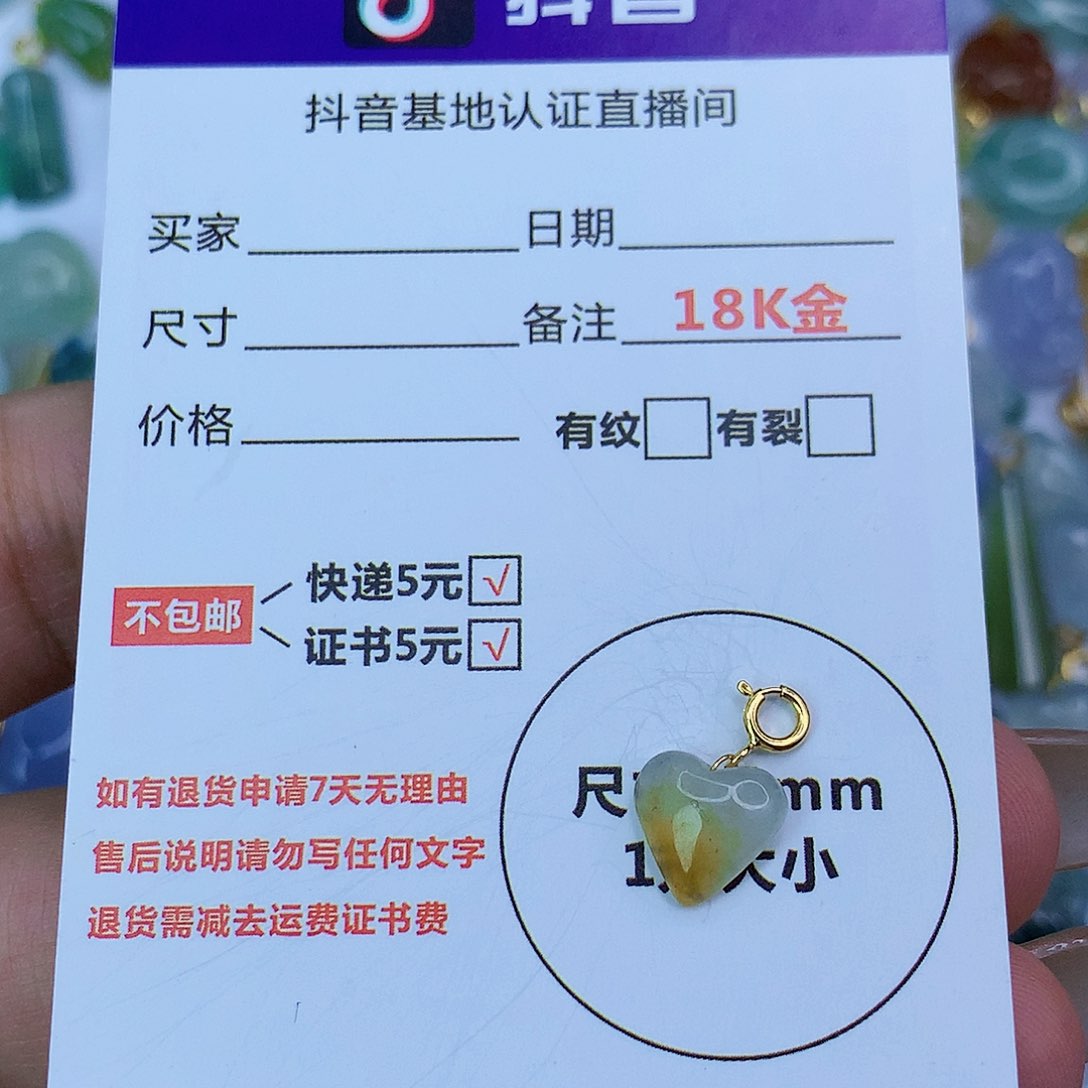 抖音
抖音基地认证直播间
买家 日期
尺寸 备注 18K金
价格 有纹 有裂
不包邮
快递5元 √
证书5元 √
如有退货申请7天无理由
售后说明请勿写任何文字
退货需减去运费证书费
尺 mm
1 大小